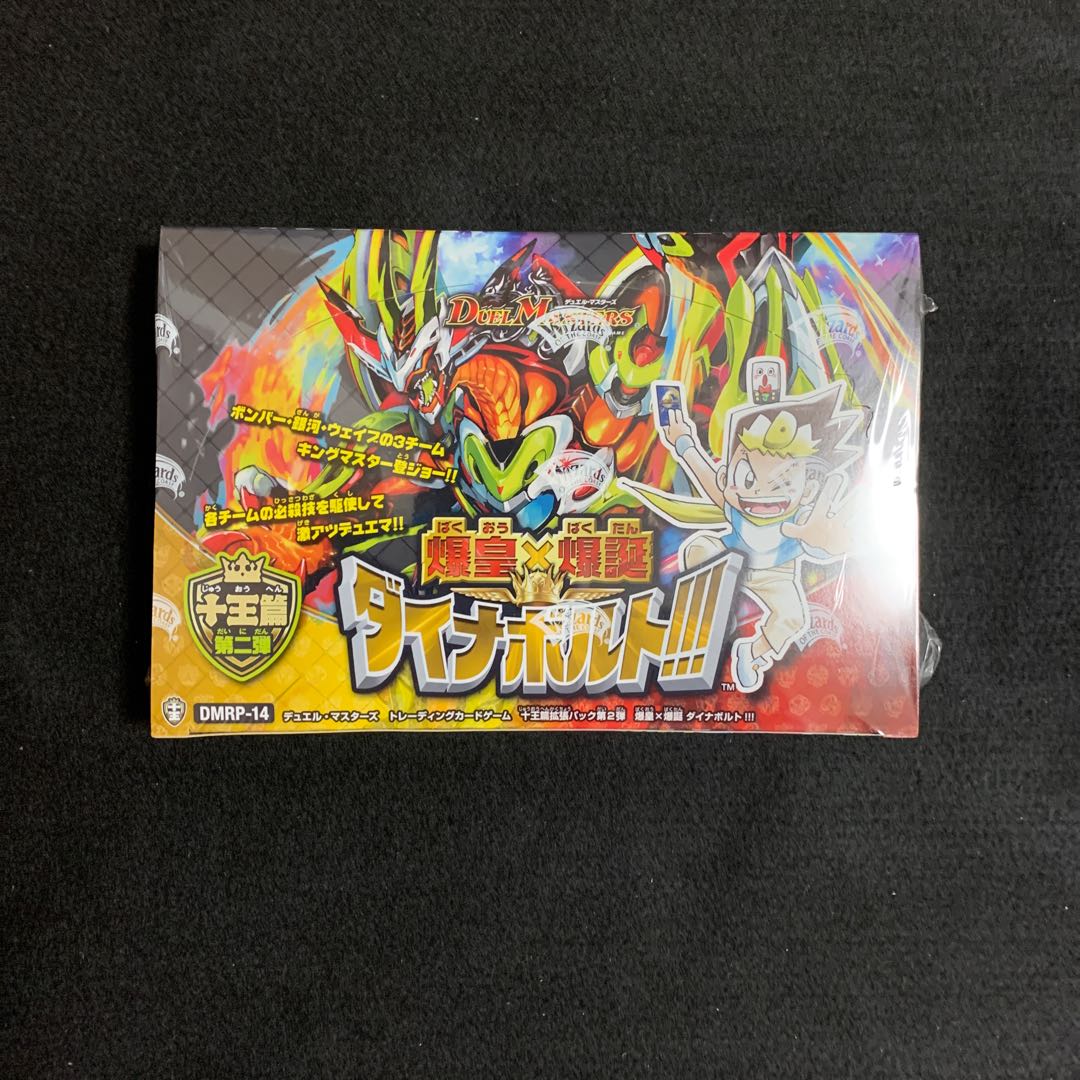 デュエル・マスターズ
DUEL MASTERS
Wizards
OF THE COAST
ボンバー・銀河・ウェイブの3チーム
キングマスター登ジョー!!
各チームの必殺技を駆使して
激アツデュエマ!!
爆皇×爆誕
ダイナボルト!!!
TM
十王篇
第二弾
DMRP-14
デュエル・マスターズ トレーディングカードゲーム 十王篇拡張パック第2弾 爆皇×爆誕 ダイナボルト!!!